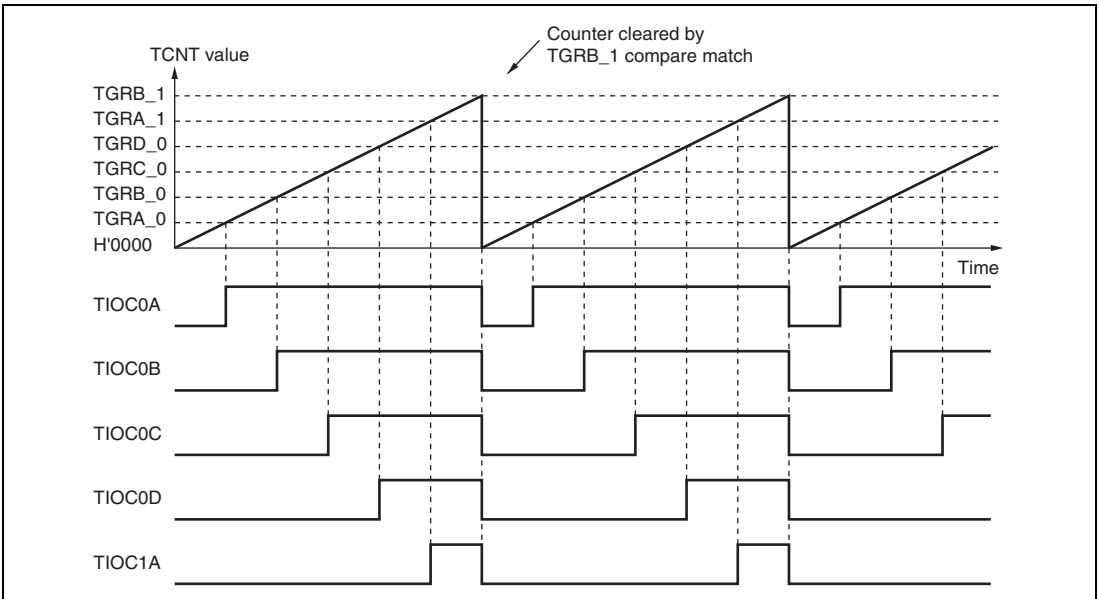 Counter cleared by
TGRB_1 compare match
TCNT value
TGRB_1
TGRA_1
TGRD_0
TGRC_0
TGRB_0
TGRA_0
H'0000
Time
TIOC0A
TIOC0B
TIOC0C
TIOC0D
TIOC1A